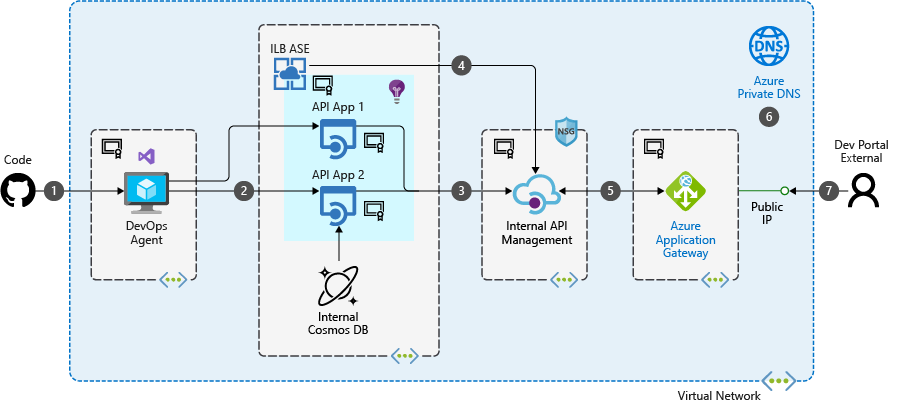 ILB ASE
4
DNS
Azure
Private DNS
6
API App 1
NSG
Code
1
DevOps
Agent
2
API App 2
3
Internal API
Management
5
Azure
Application
Gateway
Public
IP
7
Dev Portal
External
Internal
Cosmos DB
Virtual Network